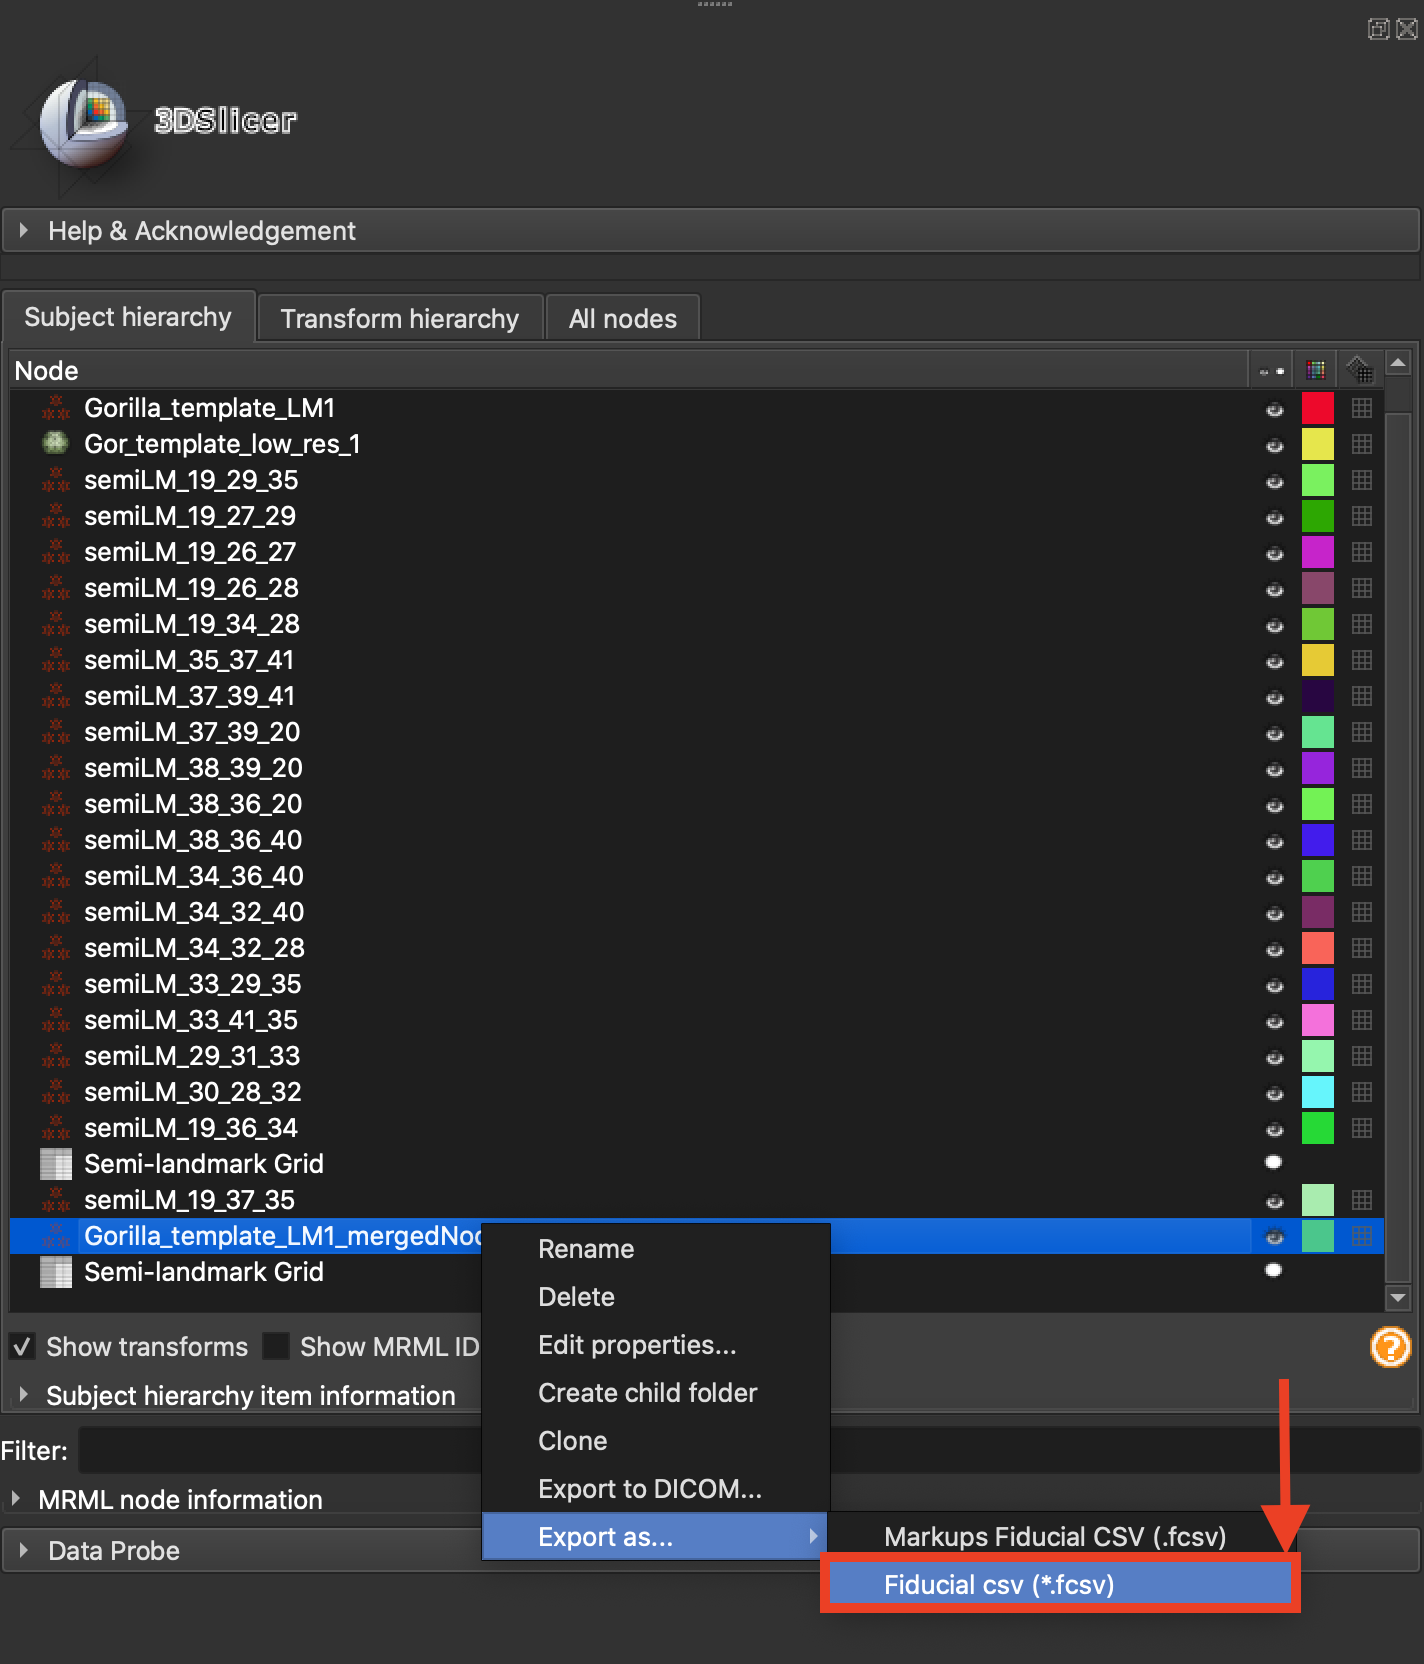 3DSlicer
Help & Acknowledgement
Subject hierarchy
Transform hierarchy
All nodes
Node
Gorilla_template_LM1
Gor_template_low_res_1
semiLM_19_29_35
semiLM_19_27_29
semiLM_19_26_27
semiLM_19_26_28
semiLM_19_34_28
semiLM_35_37_41
semiLM_37_39_41
semiLM_37_39_20
semiLM_38_39_20
semiLM_38_36_20
semiLM_38_36_40
semiLM_34_36_40
semiLM_34_32_40
semiLM_34_32_28
semiLM_33_29_35
semiLM_33_41_35
semiLM_29_31_33
semiLM_30_28_32
semiLM_19_36_34
Semi-landmark Grid
semiLM_19_37_35
Gorilla_template_LM1_mergedNod
Semi-landmark Grid
Rename
Delete
Edit properties...
Create child folder
Clone
Export to DICOM...
Export as...
Markups Fiducial CSV (.fcsv)
Fiducial csv (*.fcsv)
Show transforms
Show MRML ID
?
Subject hierarchy item information
Filter:
MRML node information
Data Probe